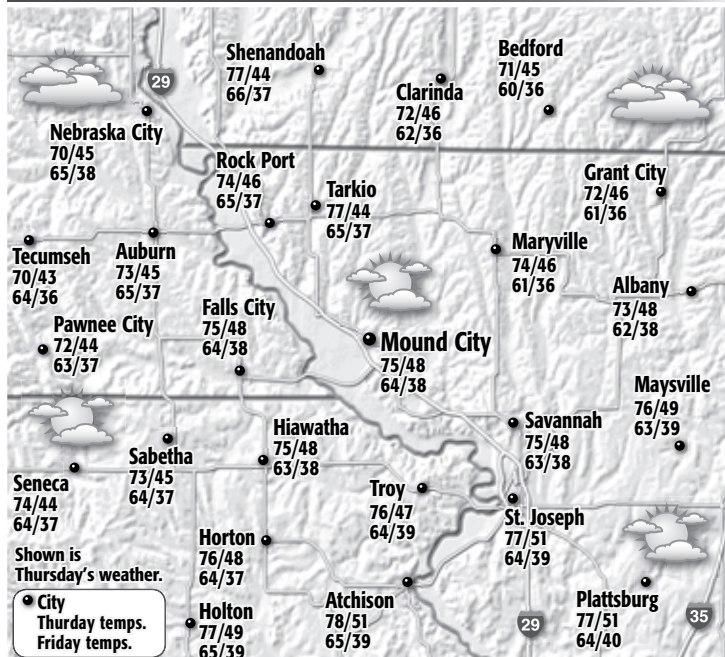 Shenandoah
77/44
66/37
Bedford
71/45
60/36
Clarinda
72/46
62/36
29
Nebraska City
70/45
65/38
Rock Port
74/46
65/37
Tarkio
77/44
65/37
Grant City
72/46
61/36
Tecumseh
70/43
64/36
Auburn
73/45
65/37
Maryville
74/46
61/36
Albany
73/48
62/38
Falls City
75/48
64/38
Pawnee City
72/44
63/37
Mound City
75/48
64/38
Maysville
76/49
63/39
Savannah
75/48
63/38
Hiawatha
75/48
63/38
Sabetha
73/45
64/37
Seneca
74/44
64/37
Troy
76/47
64/39
St. Joseph
77/51
64/39
Horton
76/48
64/37
Shown is
Thursday's weather.
City
Thurday temps.
Friday temps.
Holton
77/49
65/39
Atchison
78/51
65/39
Plattsburg
77/51
64/40
29
35